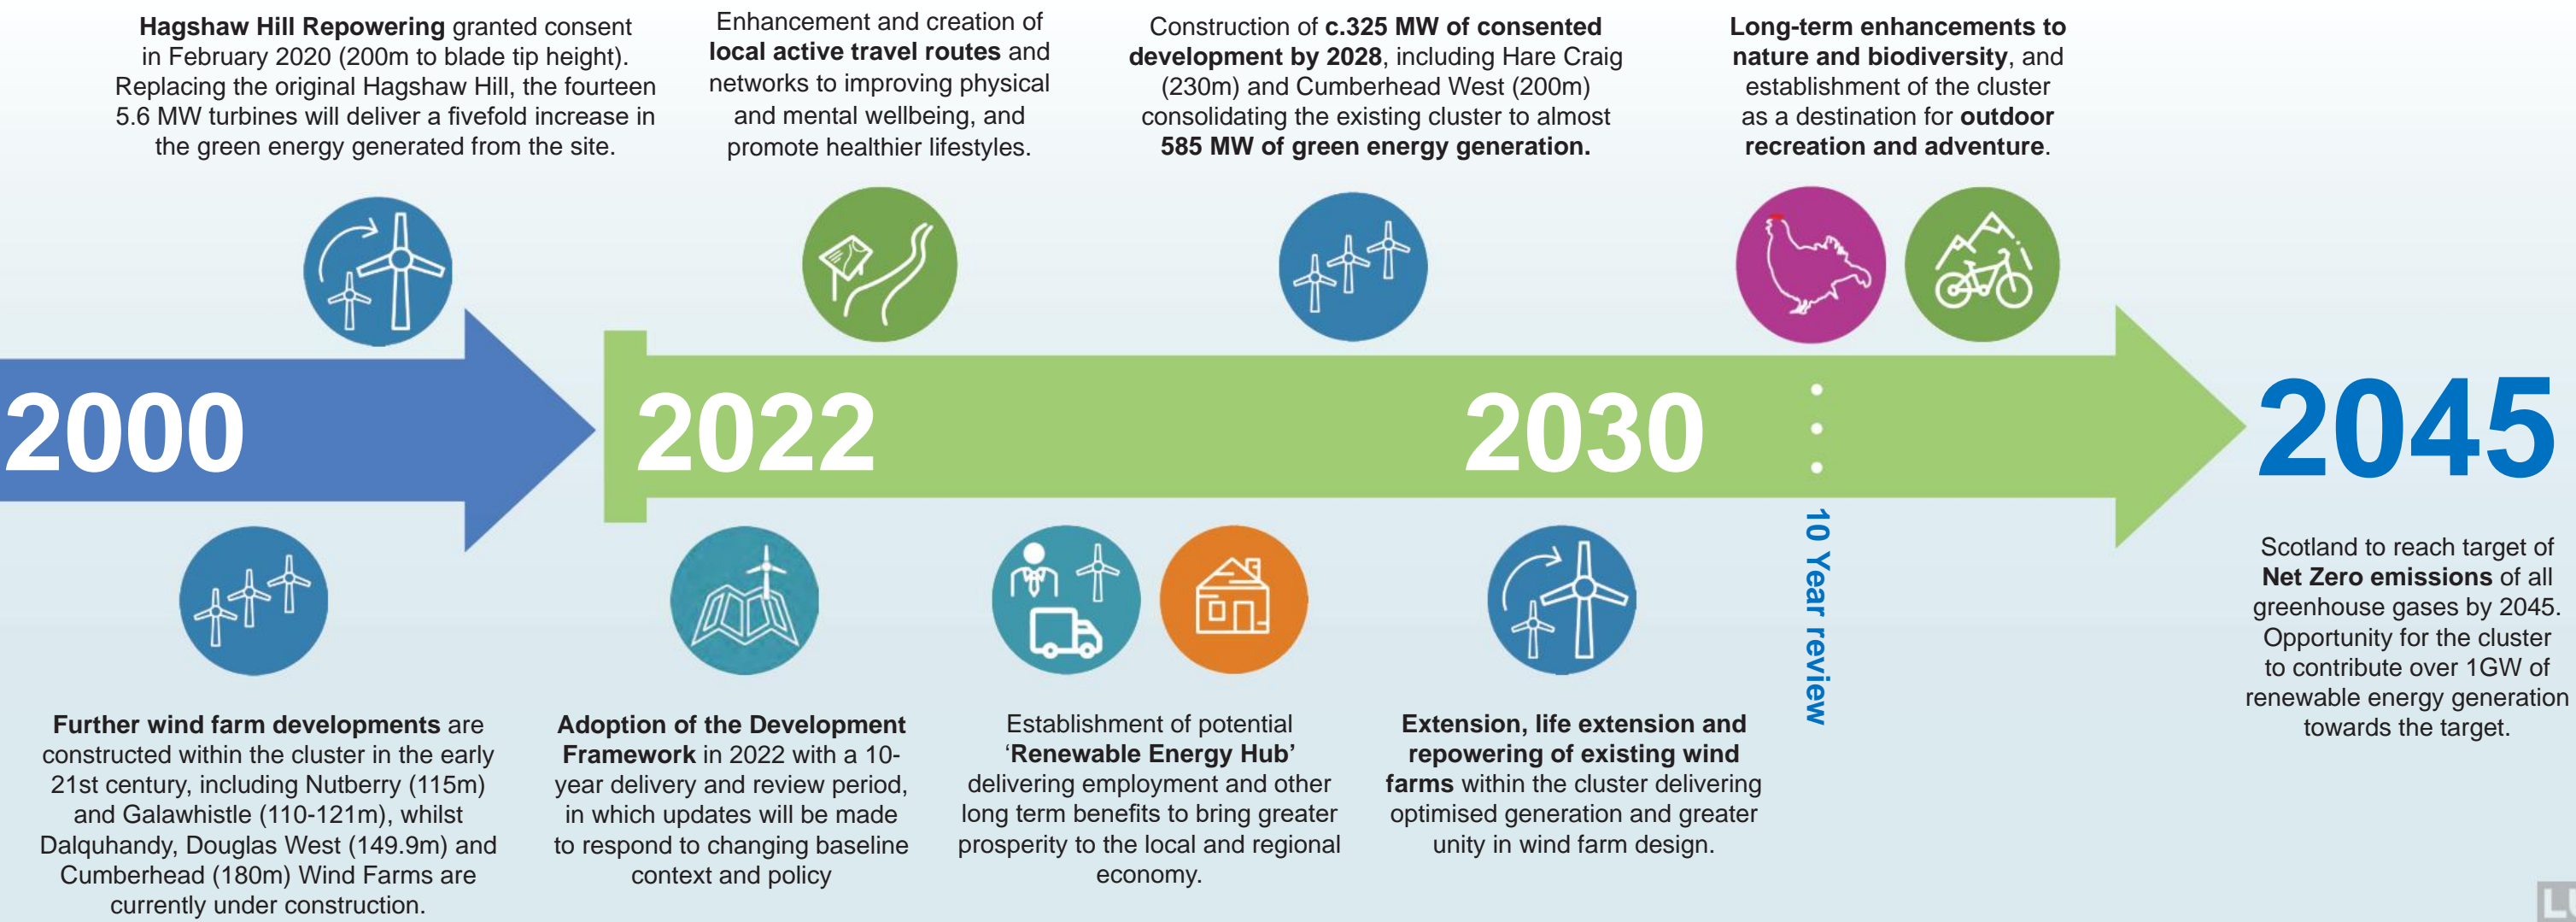 Hagshaw Hill Repowering granted consent
in February 2020 (200m to blade tip height).
Replacing the original Hagshaw Hill, the fourteen
5.6 MW turbines will deliver a fivefold increase in
the green energy generated from the site.
Enhancement and creation of
local active travel routes and
networks to improving physical
and mental wellbeing, and
promote healthier lifestyles.
Construction of c.325 MW of consented
development by 2028, including Hare Craig
(230m) and Cumberhead West (200m)
consolidating the existing cluster to almost
585 MW of green energy generation.
Long-term enhancements to
nature and biodiversity, and
establishment of the cluster
as a destination for outdoor
recreation and adventure.
2000
2022
2030
2045
10 Year review
Further wind farm developments are
constructed within the cluster in the early
21st century, including Nutberry (115m)
and Galawhistle (110-121m), whilst
Dalquhandy, Douglas West (149.9m) and
Cumberhead (180m) Wind Farms are
currently under construction.
Adoption of the Development
Framework in 2022 with a 10-
year delivery and review period,
in which updates will be made
to respond to changing baseline
context and policy
Establishment of potential
‘Renewable Energy Hub’
delivering employment and other
long term benefits to bring greater
prosperity to the local and regional
economy.
Extension, life extension and
repowering of existing wind
farms within the cluster delivering
optimised generation and greater
unity in wind farm design.
Scotland to reach target of
Net Zero emissions of all
greenhouse gases by 2045.
Opportunity for the cluster
to contribute over 1GW of
renewable energy generation
towards the target.